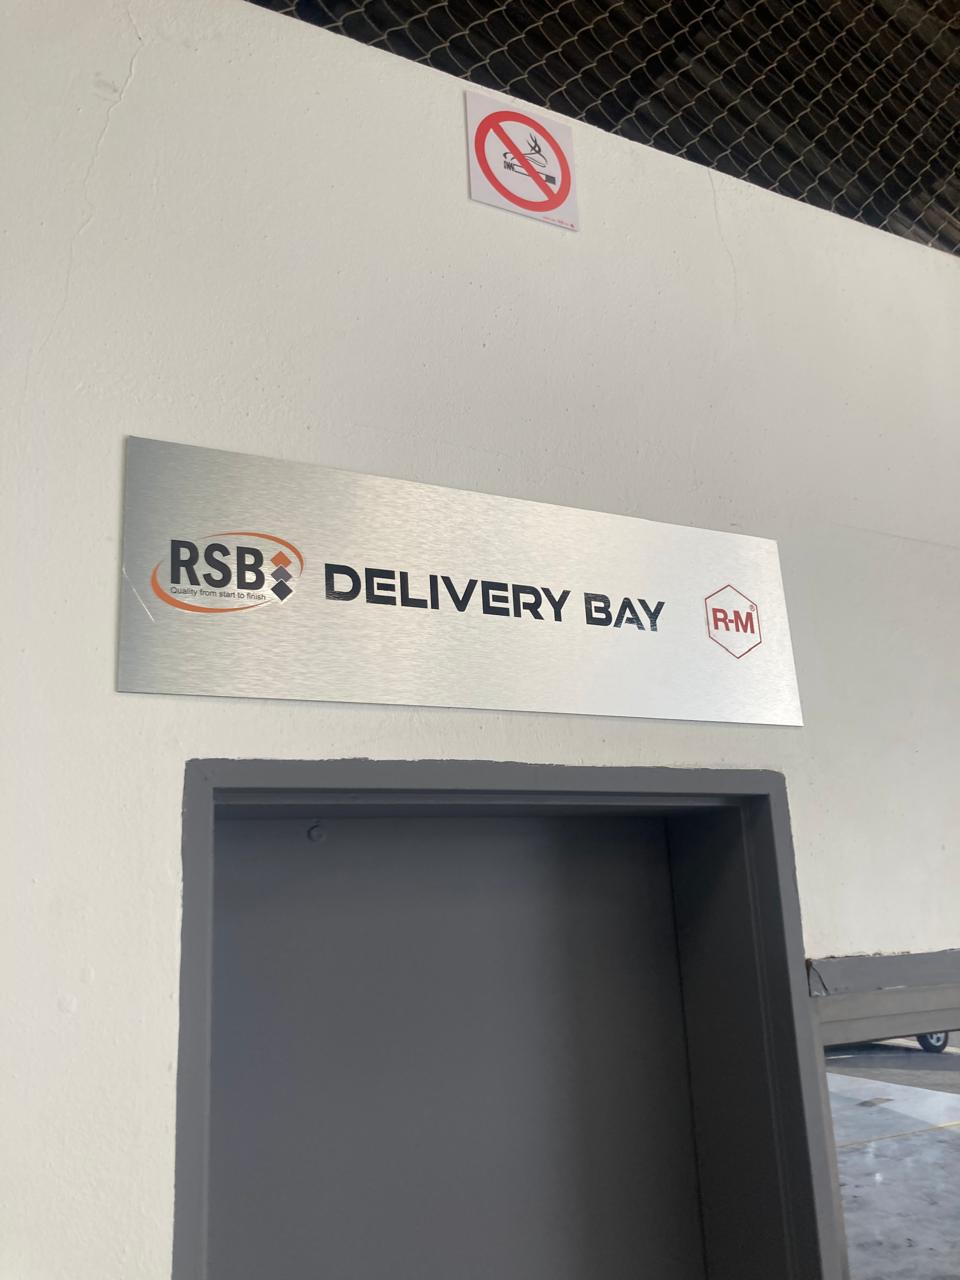 RSB
Quality from start to finish
DELIVERY BAY
R-M®